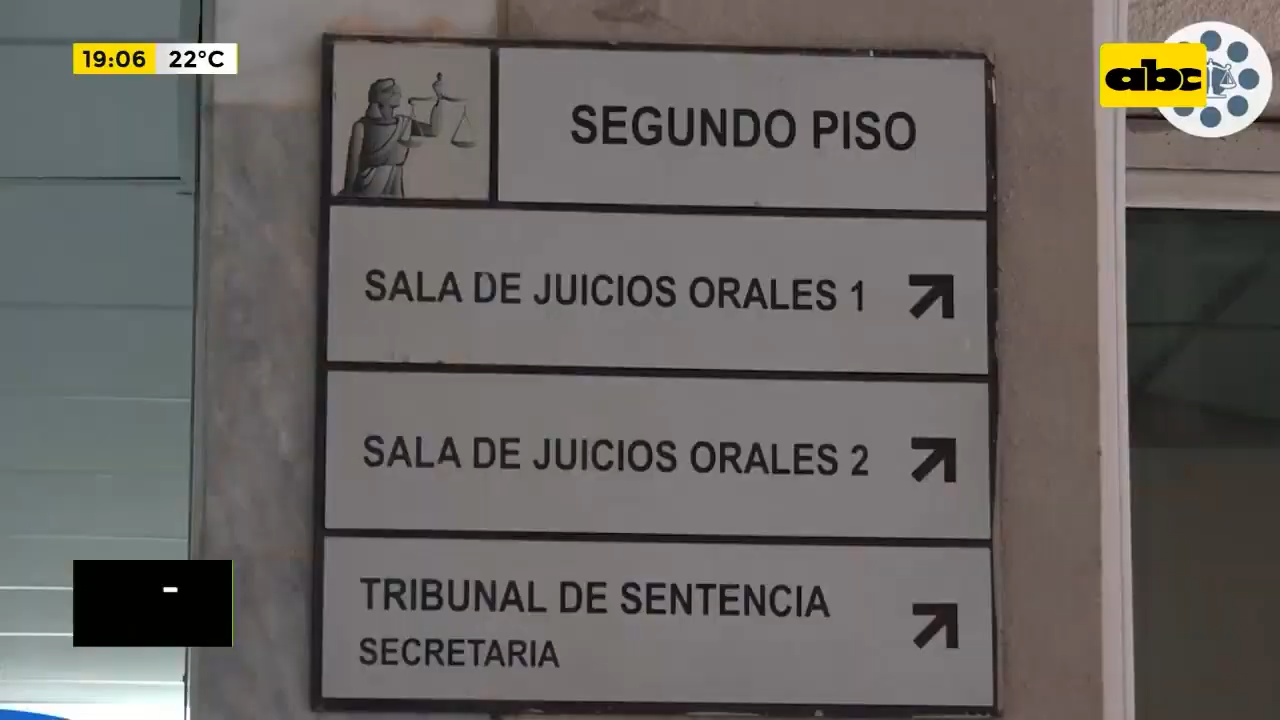 19:06 22°C
abc
SEGUNDO PISO
SALA DE JUICIOS ORALES 1
SALA DE JUICIOS ORALES 2
TRIBUNAL DE SENTENCIA
SECRETARIA